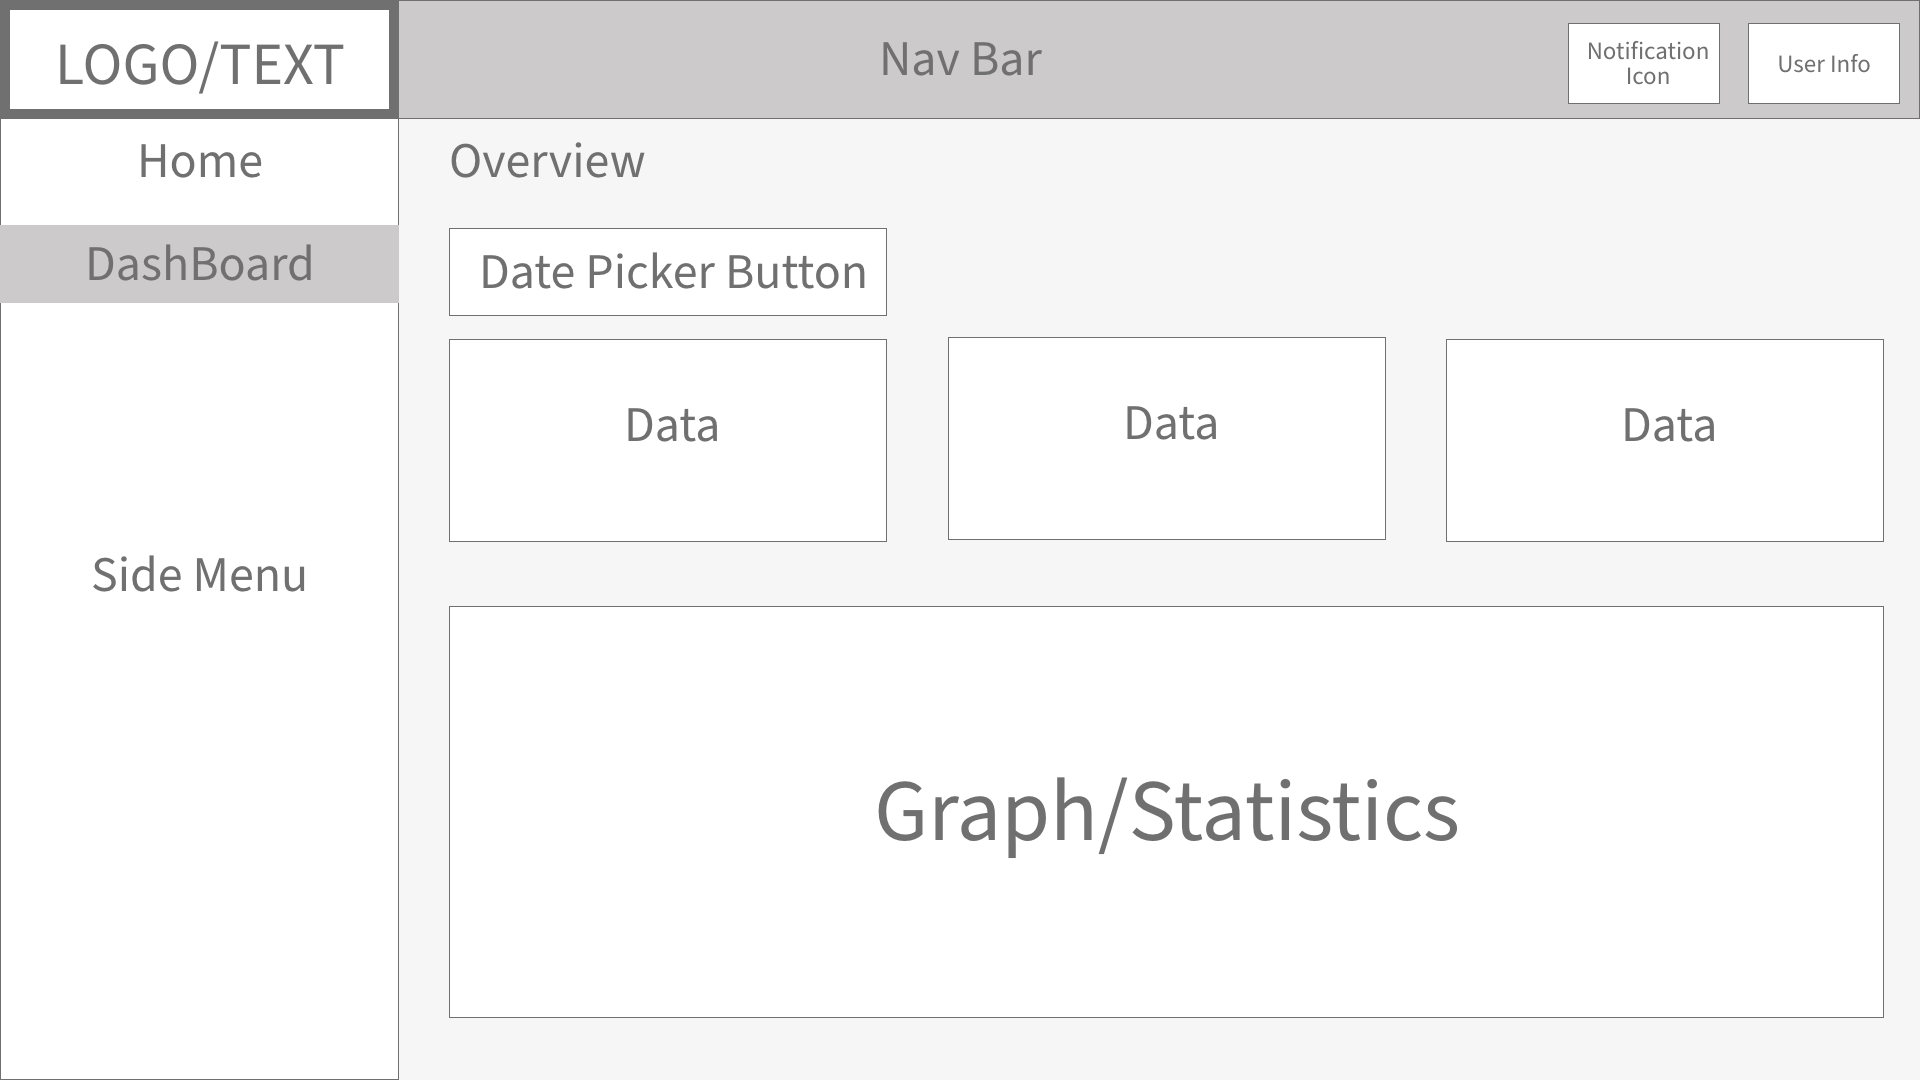 LOGO/TEXT
Nav Bar
Notification
Icon
User Info
Home
DashBoard
Side Menu
Overview
Date Picker Button
Data
Data
Data
Graph/Statistics